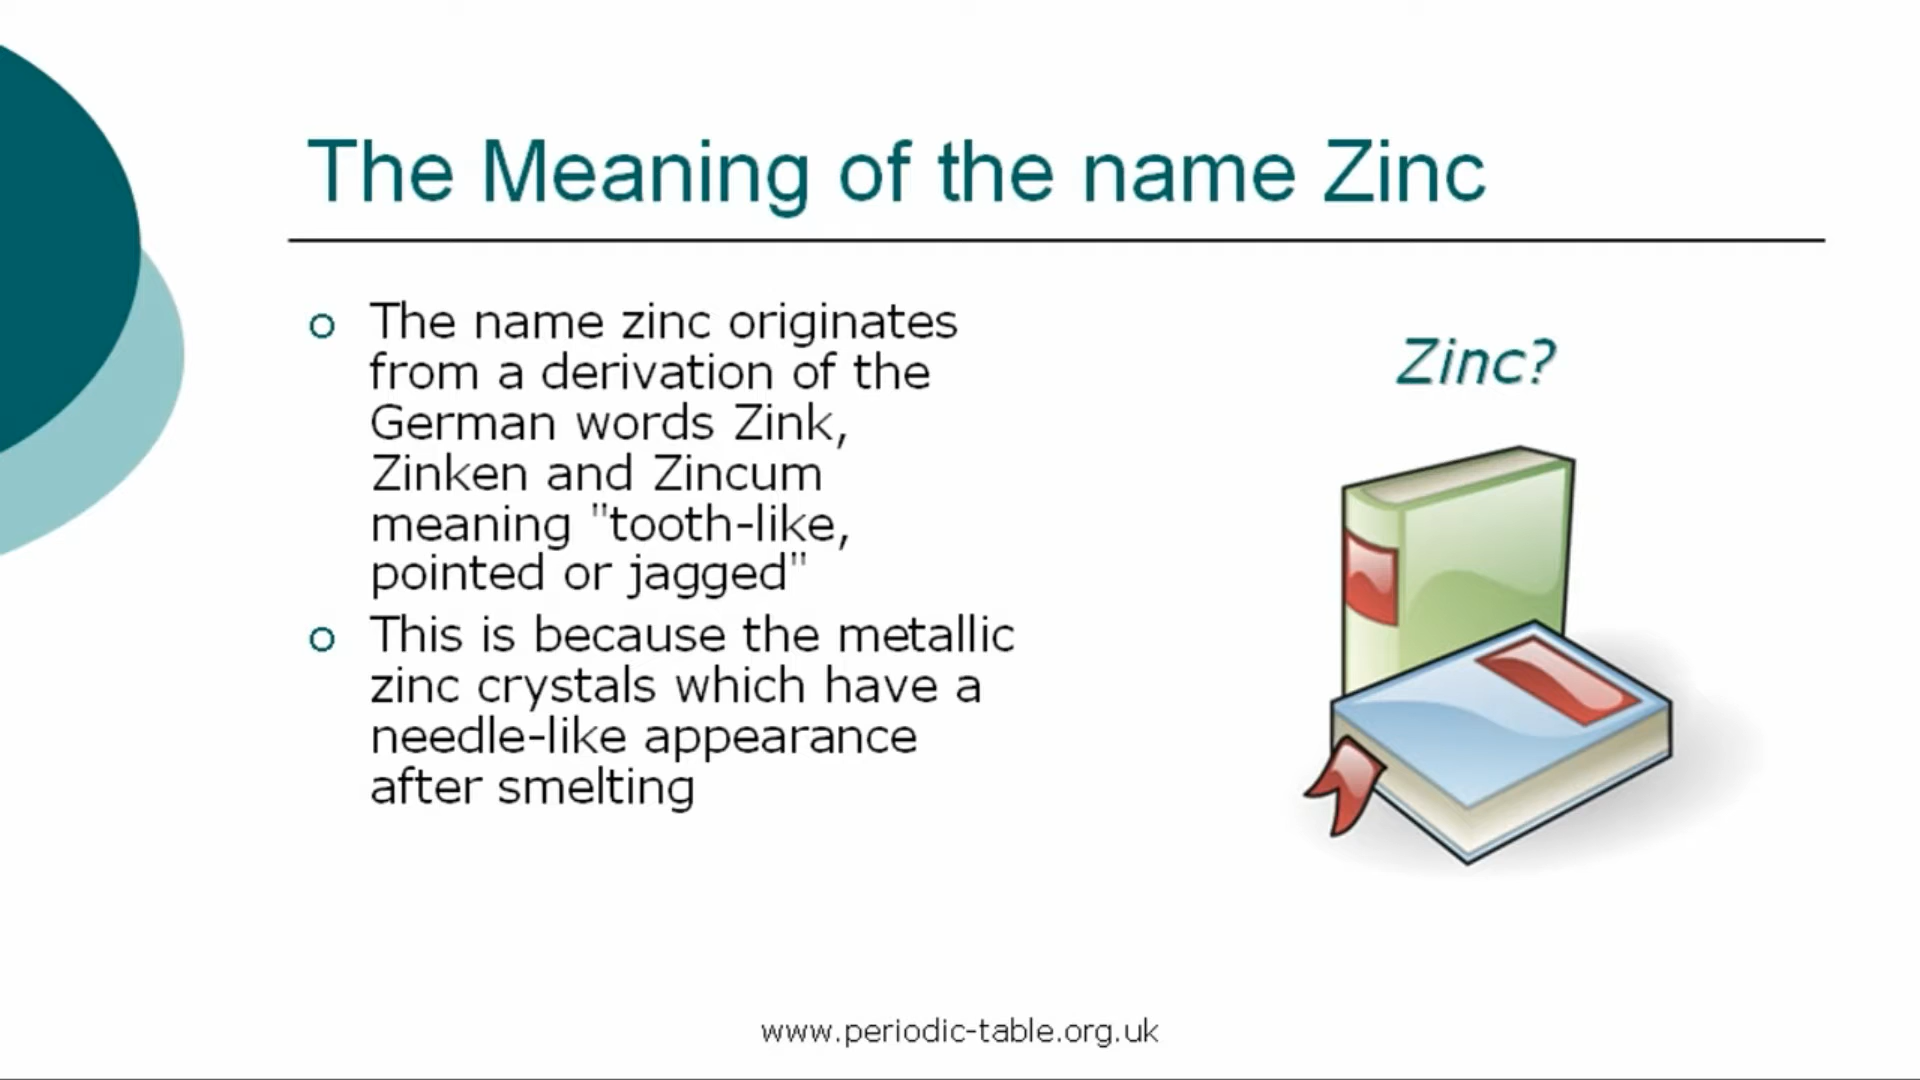 The Meaning of the name Zinc
The name zinc originates
from a derivation of the
German words Zink,
Zinken and Zincum
meaning "tooth-like,
pointed or jagged"
This is because the metallic
zinc crystals which have a
needle-like appearance
after smelting
Zinc?
www.periodic-table.org.uk